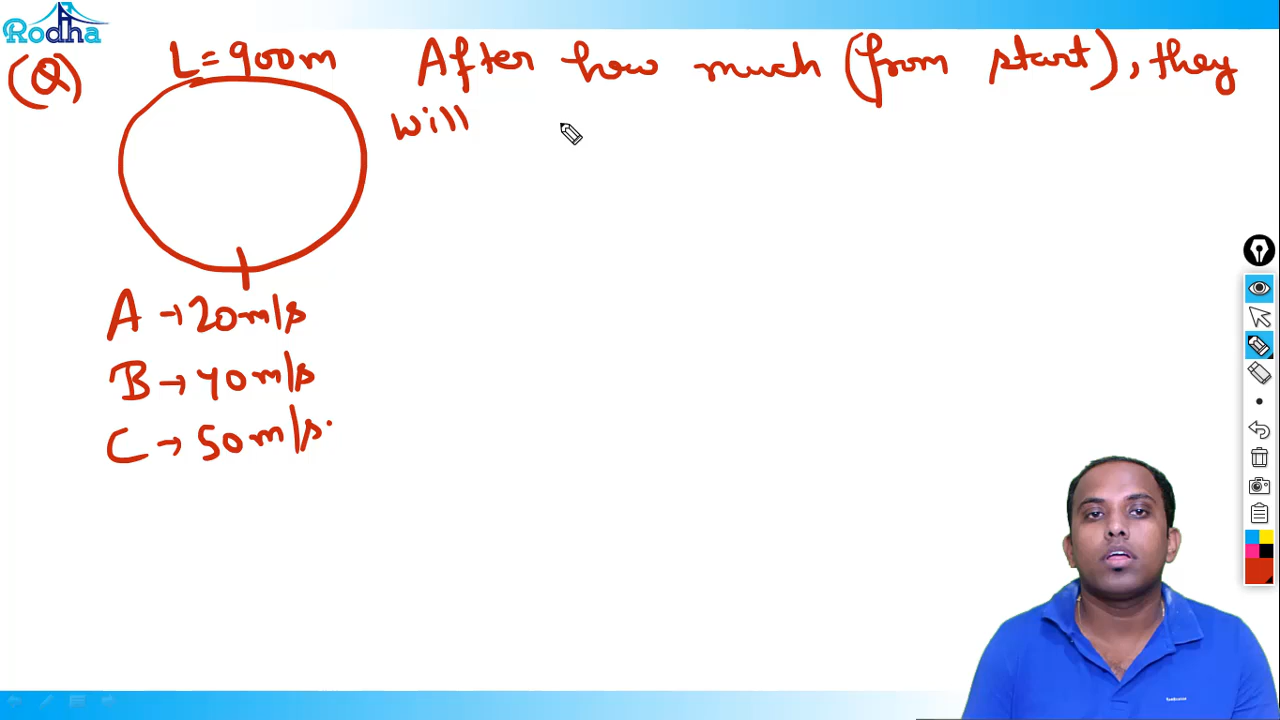 Rodha
(Q) L = 900m After how much (from start), they
will
A → 20m/s
B → 40m/s
C → 50m/s.